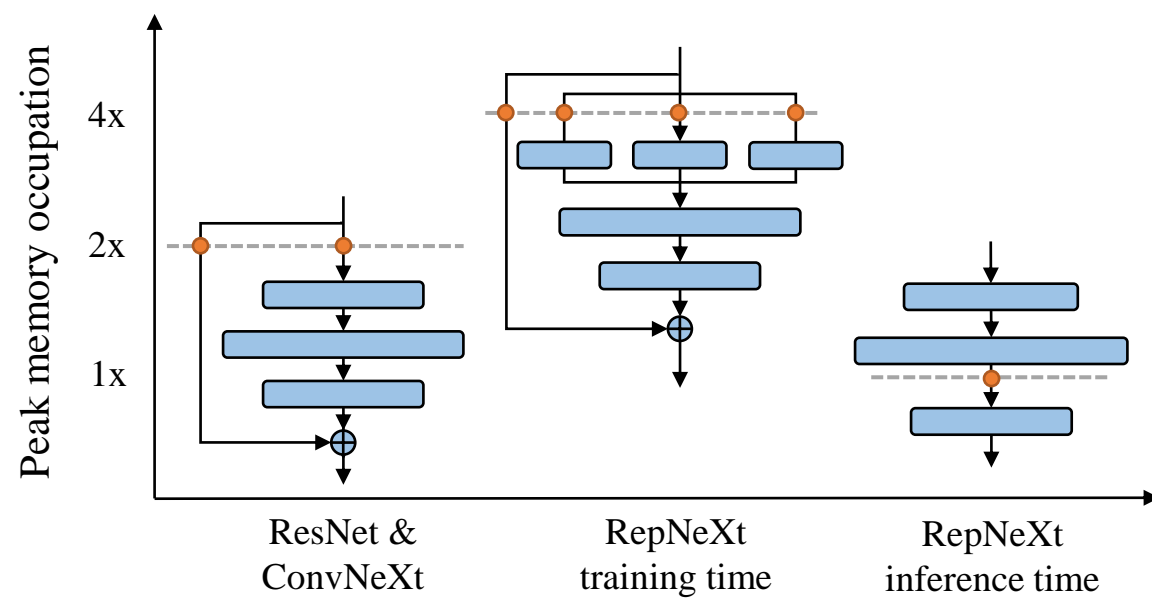 Peak memory occupation
4x
2x
1x
ResNet &
ConvNeXt
RepNeXt
training time
RepNeXt
inference time